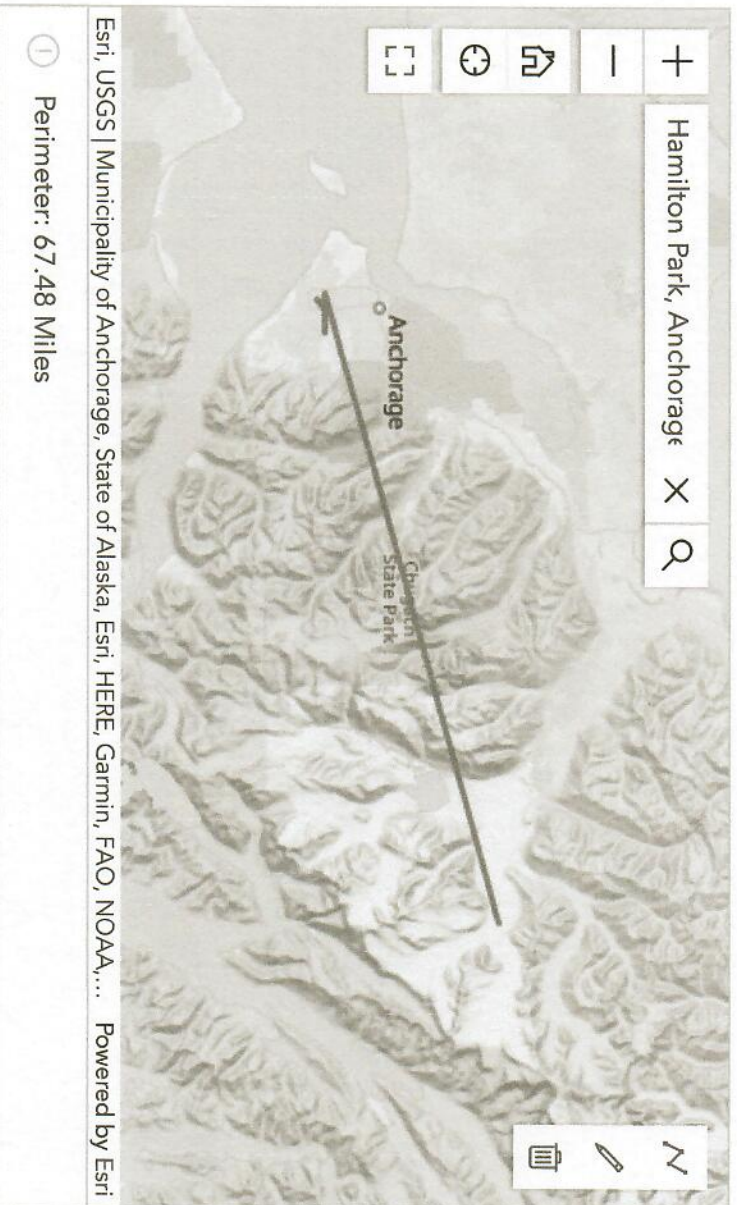 Hamilton Park, Anchorage
Anchorage
Chugach
State Park
Esri, USGS | Municipality of Anchorage, State of Alaska, Esri, HERE, Garmin, FAO, NOAA,... Powered by Esri
Perimeter: 67.48 Miles